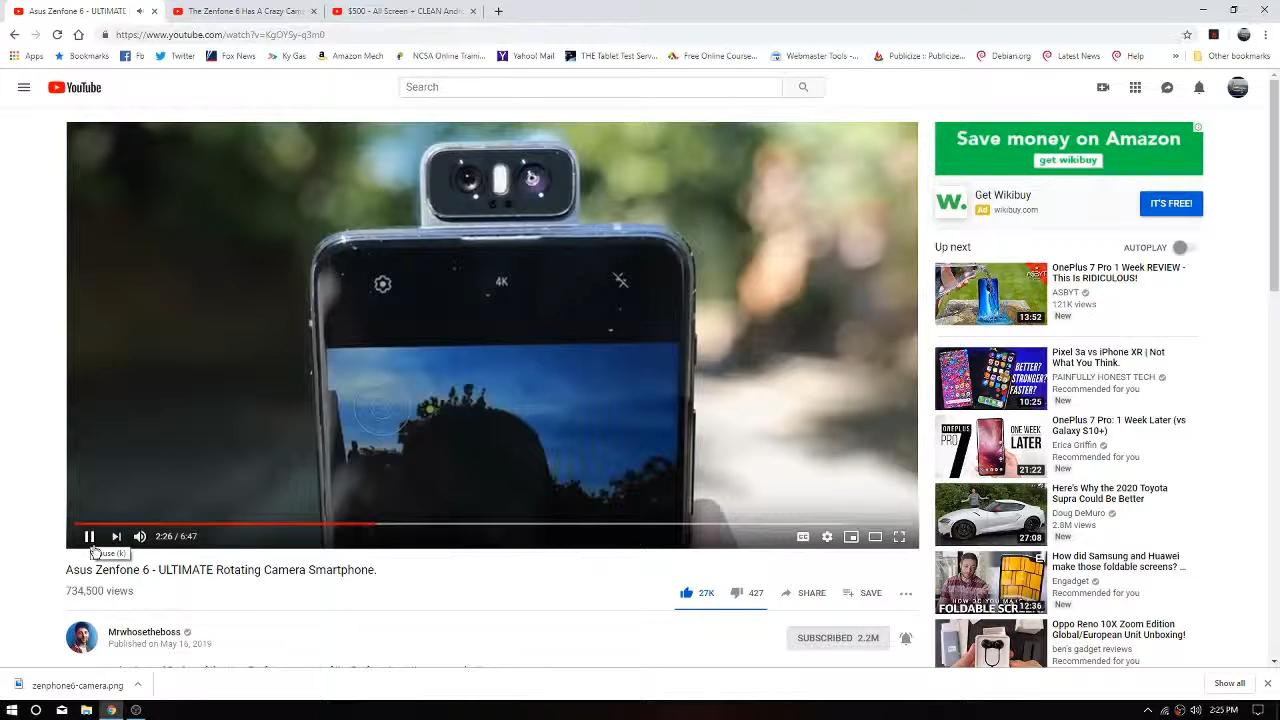 Asus Zenfone 6 - ULTIMATE
The Zenfone 6 Has A Crazy Cam
$500 - All Screen + CLEAN And
https://www.youtube.com/watch?v=KgOYSy-q3m0
Apps
Bookmarks
Fb
Twitter
Fox News
Ky Gas
Amazon Mech
NCSA Online Traini...
Yahoo Mail
THE Tablet Test Serv...
Free Online Course...
Webmaster Tools -...
Publicize :: Publicize...
Debian.org
Latest News
Help
»
Other bookmarks
YouTube
Search
4K
2:26 / 6:47
Asus Zenfone 6 - ULTIMATE Rotating Camera Smartphone.
734,500 views
27K
427
SHARE
SAVE
Mrwhosetheboss
Published on May 16, 2019
SUBSCRIBED 2.2M
Save money on Amazon
get wikibuy
W.
Get Wikibuy
Ad wikibuy.com
IT'S FREE!
Up next
AUTOPLAY
OnePlus 7 Pro 1 Week REVIEW -
This Is RIDICULOUS!
ASBYT
121K views
New
13:52
Pixel 3a vs iPhone XR | Not
What You Think.
PAINFULLY HONEST TECH
Recommended for you
New
BETTER?
STRONGER?
FASTER?
10:25
OnePlus 7 Pro: 1 Week Later (vs
Galaxy S10+)
Erica Griffin
Recommended for you
New
ONE WEEK
LATER
21:22
Here's Why the 2020 Toyota
Supra Could Be Better
Doug DeMuro
2.8M views
New
27:08
How did Samsung and Huawei
make those foldable screens? ...
Engadget
Recommended for you
New
12:36
Oppo Reno 10X Zoom Edition
Global/European Unit Unboxing!
ben's gadget reviews
Recommended for you
zenphone6-camera.png
Show all
2:25 PM